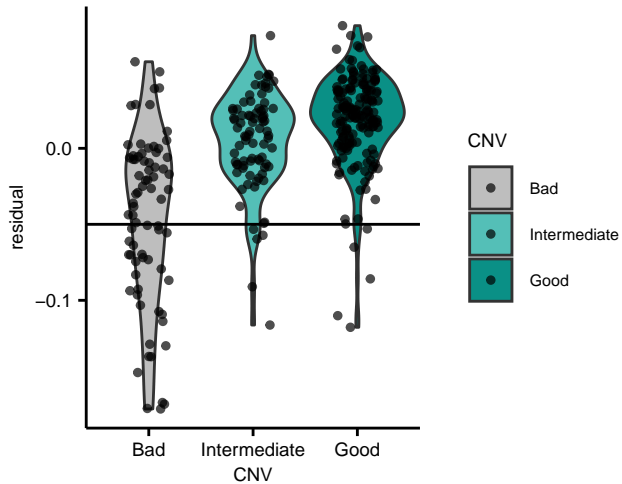 residual
0.0
−0.1
Bad
Intermediate
Good
CNV
CNV
Bad
Intermediate
Good